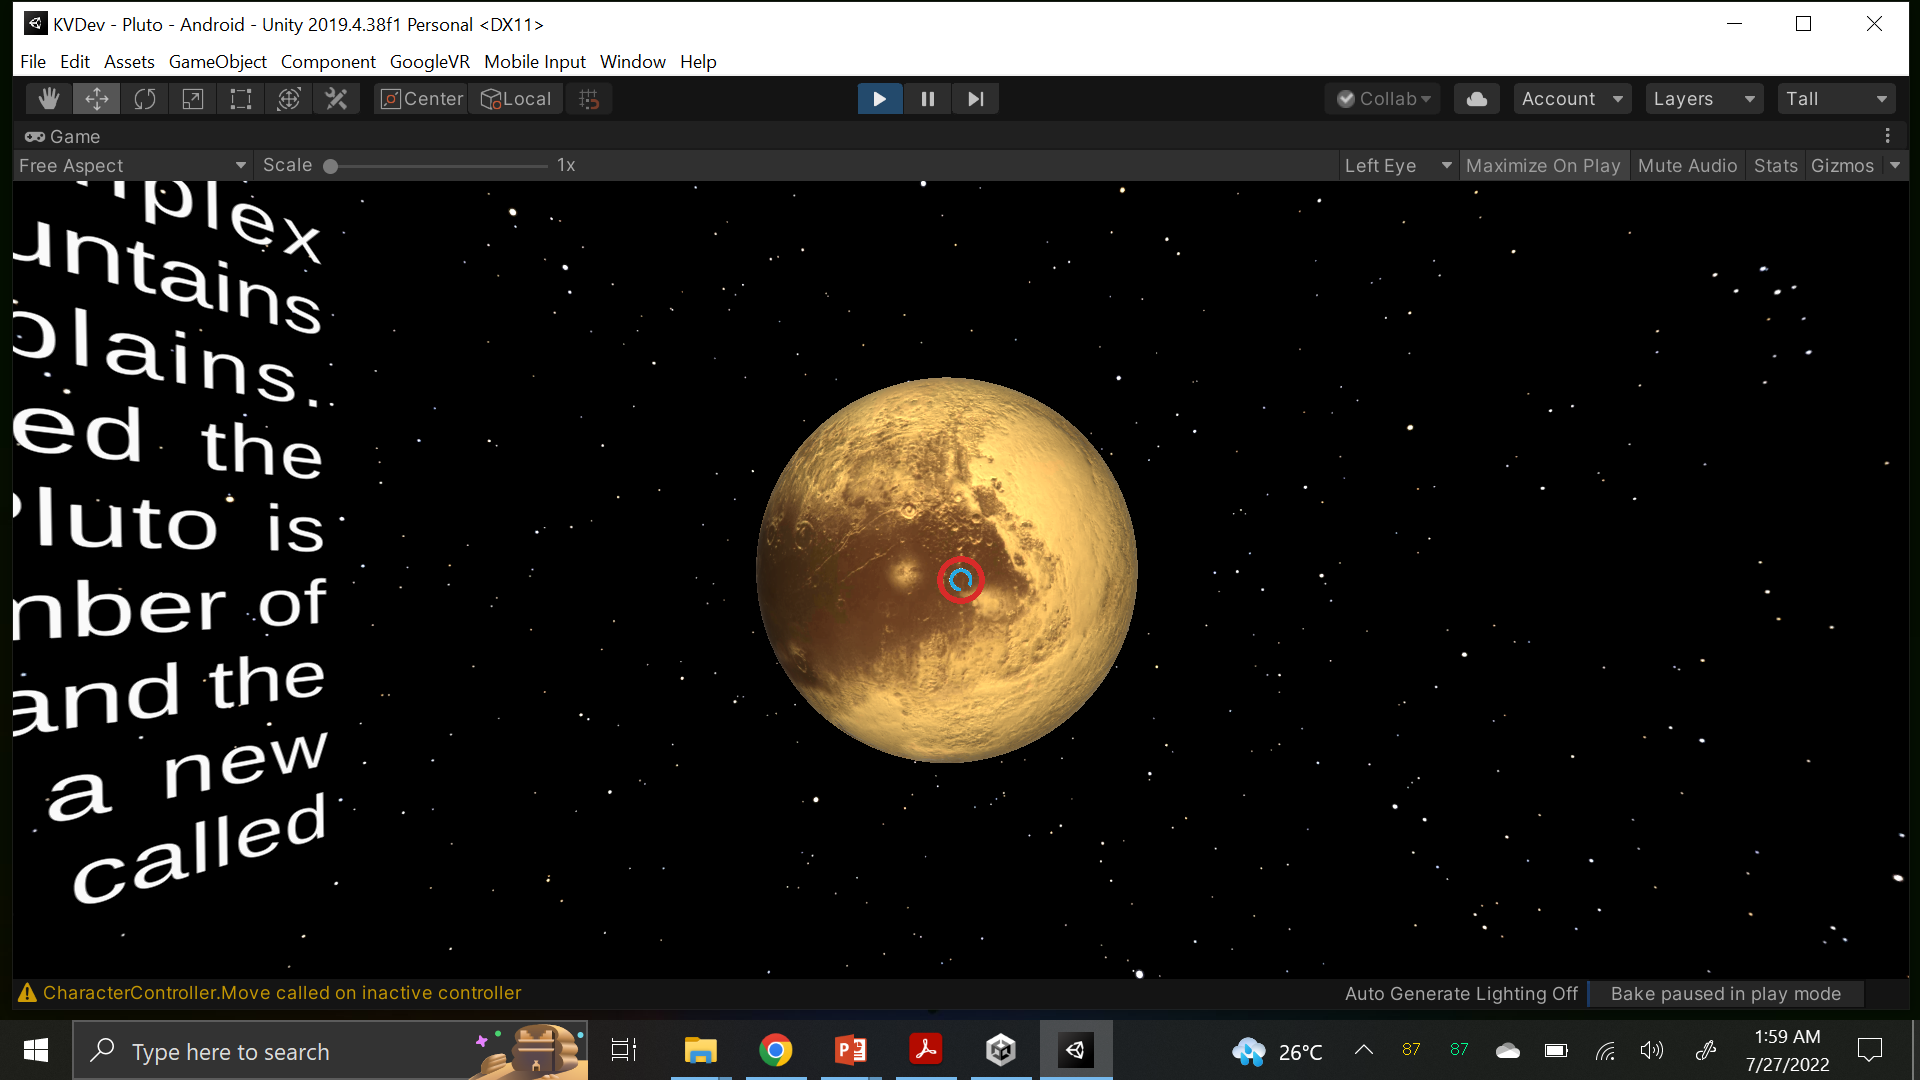 KVDev - Pluto - Android - Unity 2019.4.38f1 Personal <DX11>
File Edit Assets GameObject Component GoogleVR Mobile Input Window Help
Center Local Collab Account Layers Tall
Game
Free Aspect Scale 1x Left Eye Maximize On Play Mute Audio Stats Gizmos
plex
untains
plains.
ed the
Pluto is
mber of
and the
a new
called
CharacterController.Move called on inactive controller
Auto Generate Lighting Off Bake paused in play mode
Type here to search
26°C 87 87
1:59 AM
7/27/2022